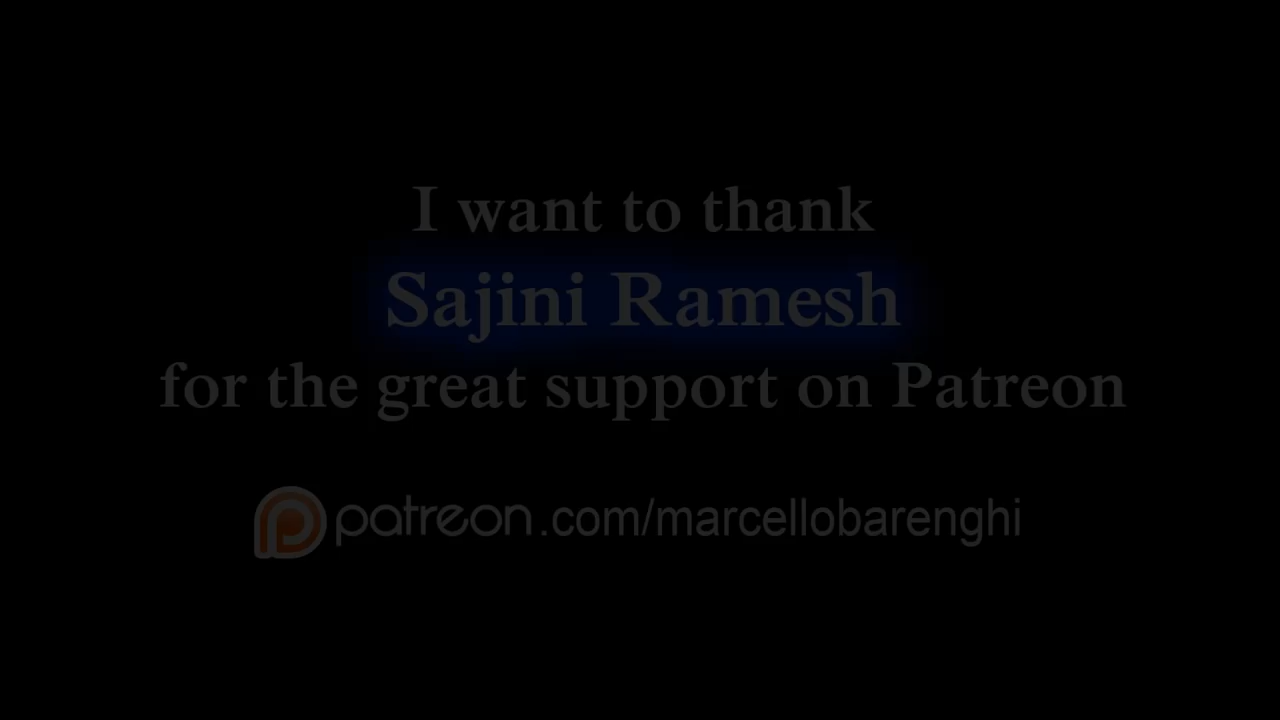 I want to thank
Sajini Ramesh
for the great support on Patreon
patreon.com/marcellobarenghi